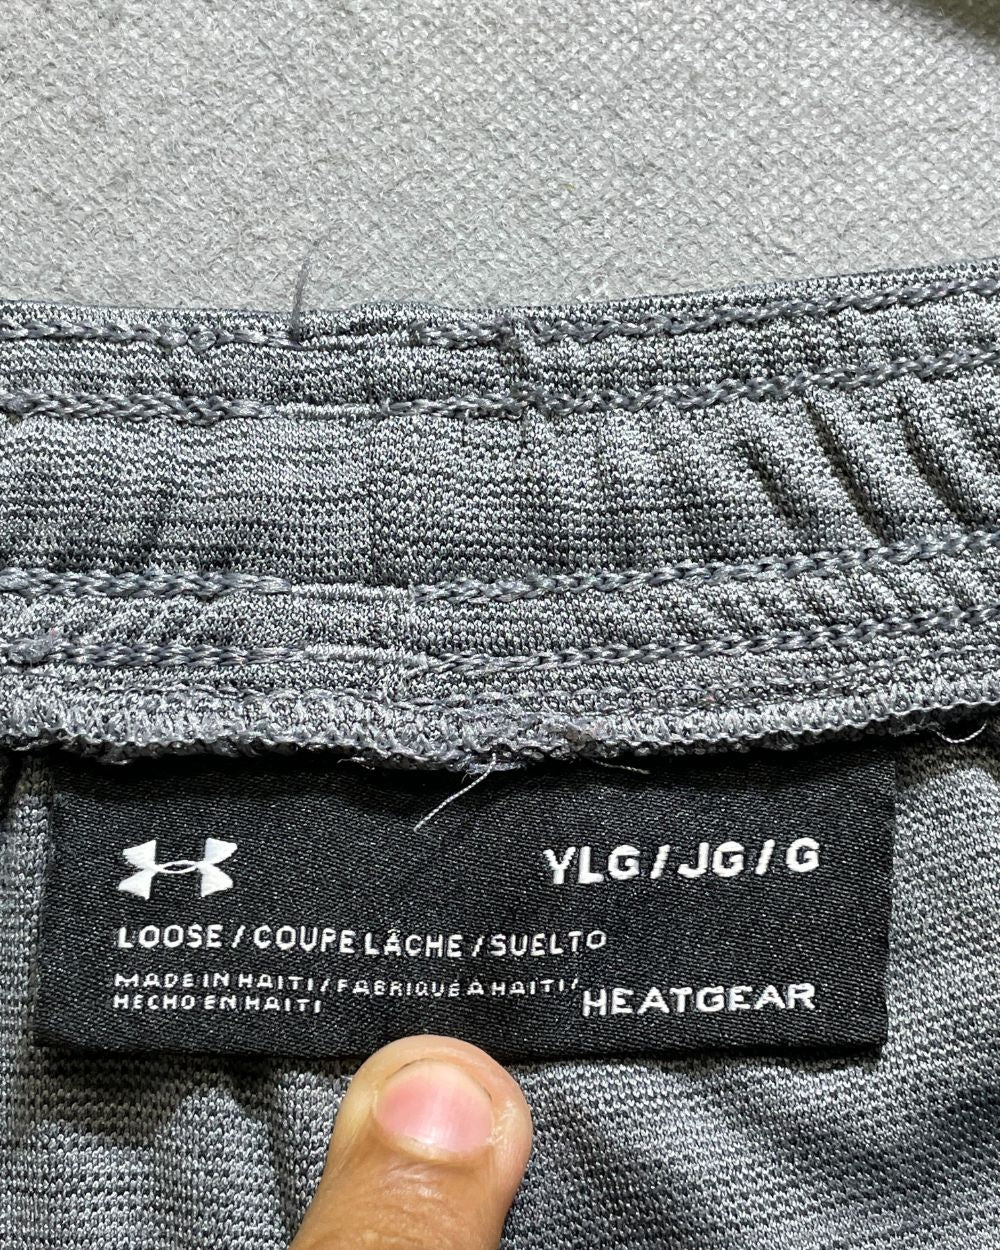 YLG/JG/G
LOOSE/COUPE LÂCHE/SUELTO
MADE IN HAITI/FABRIQUÉ À HAITI/
HECHO EN HAITI
HEATGEAR